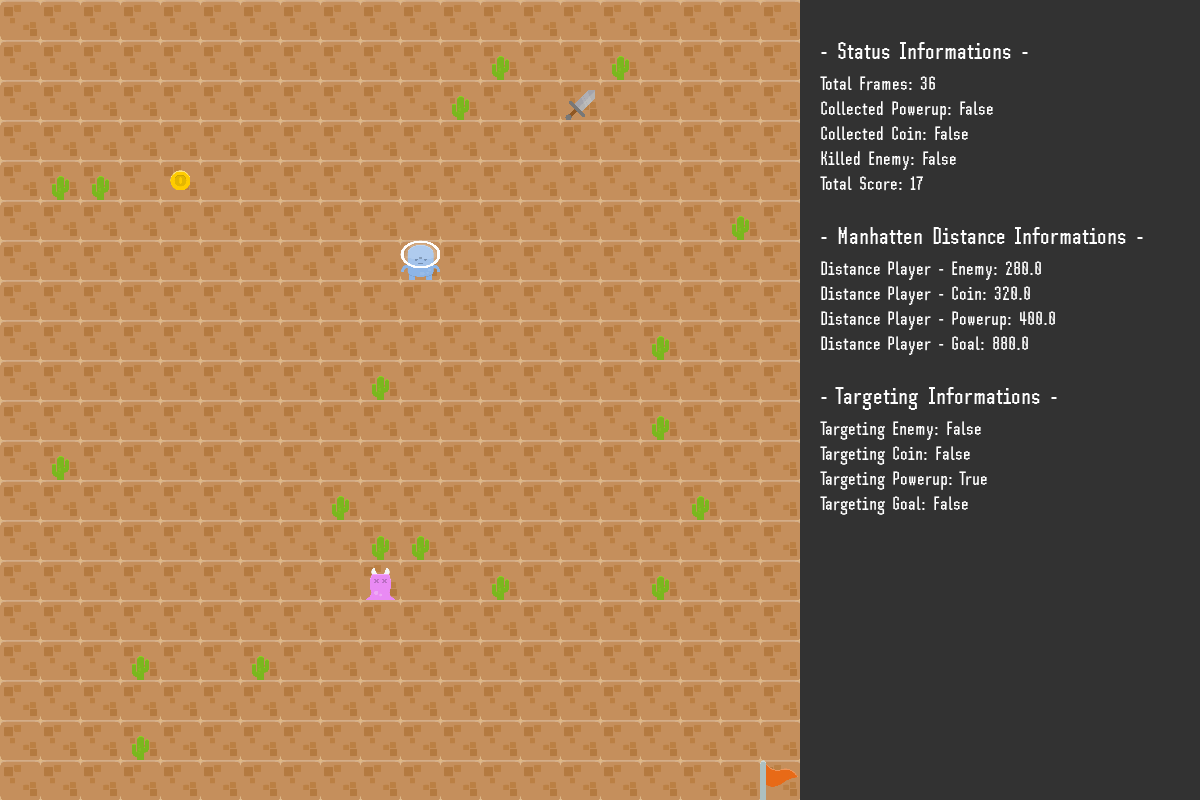 - Status Informations -
Total Frames: 36
Collected Powerup: False
Collected Coin: False
Killed Enemy: False
Total Score: 17
- Manhatten Distance Informations -
Distance Player - Enemy: 280.0
Distance Player - Coin: 320.0
Distance Player - Powerup: 400.0
Distance Player - Goal: 880.0
- Targeting Informations -
Targeting Enemy: False
Targeting Coin: False
Targeting Powerup: True
Targeting Goal: False